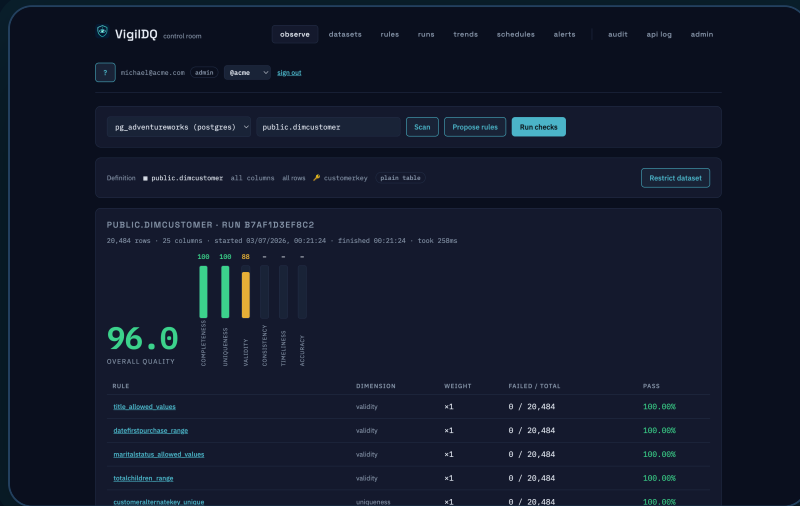 VigilDQ control room observe datasets rules runs trends schedules alerts audit api log admin
? michael@acme.com admin @acme sign out
pg_adventureworks (postgres) public.dimcustomer Scan Propose rules Run checks
Definition public.dimcustomer all columns all rows customerkey plain table Restrict dataset
PUBLIC.DIMCUSTOMER · RUN B7AF1D3EF8C2
20,484 rows · 25 columns · started 03/07/2026, 00:21:24 · finished 00:21:24 · took 258ms
100 100 88 – – –
96.0
OVERALL QUALITY
COMPLETENESS UNIQUENESS VALIDITY CONSISTENCY TIMELINESS ACCURACY
RULE DIMENSION WEIGHT FAILED / TOTAL PASS
title_allowed_values validity ×1 0 / 20,484 100.00%
datefirstpurchase_range validity ×1 0 / 20,484 100.00%
maritalstatus_allowed_values validity ×1 0 / 20,484 100.00%
totalchildren_range validity ×1 0 / 20,484 100.00%
customeralternatekey_unique uniqueness ×1 0 / 20,484 100.00%